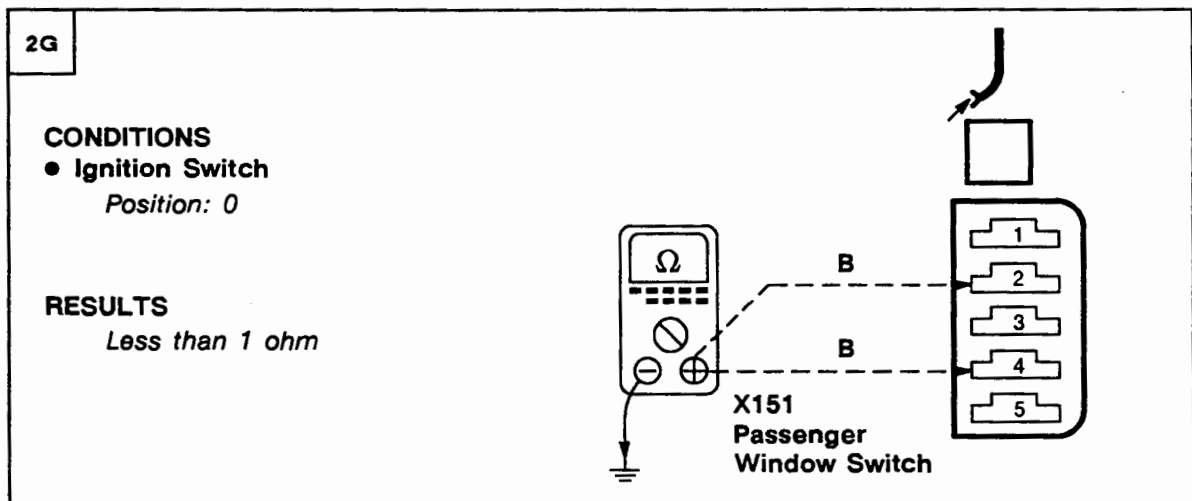 2G
CONDITIONS
● Ignition Switch
Position: 0
RESULTS
Less than 1 ohm
Ω
B
B
− +
1
2
3
4
5
X151
Passenger
Window Switch